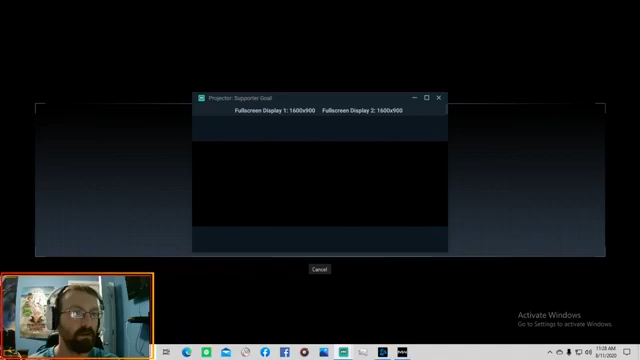 Projector: Supporter Goal
Fullscreen Display 1: 1600x900 Fullscreen Display 2: 1600x900
Cancel
Activate Windows
Go to Settings to activate Windows.
11:28 AM
8/11/2020